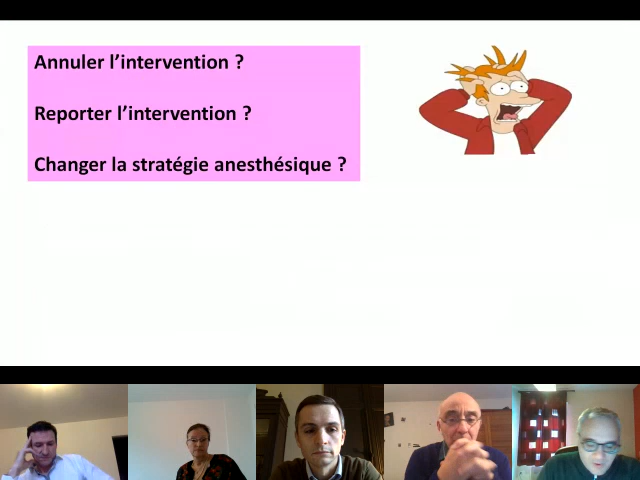 Annuler l’intervention ?
Reporter l’intervention ?
Changer la stratégie anesthésique ?